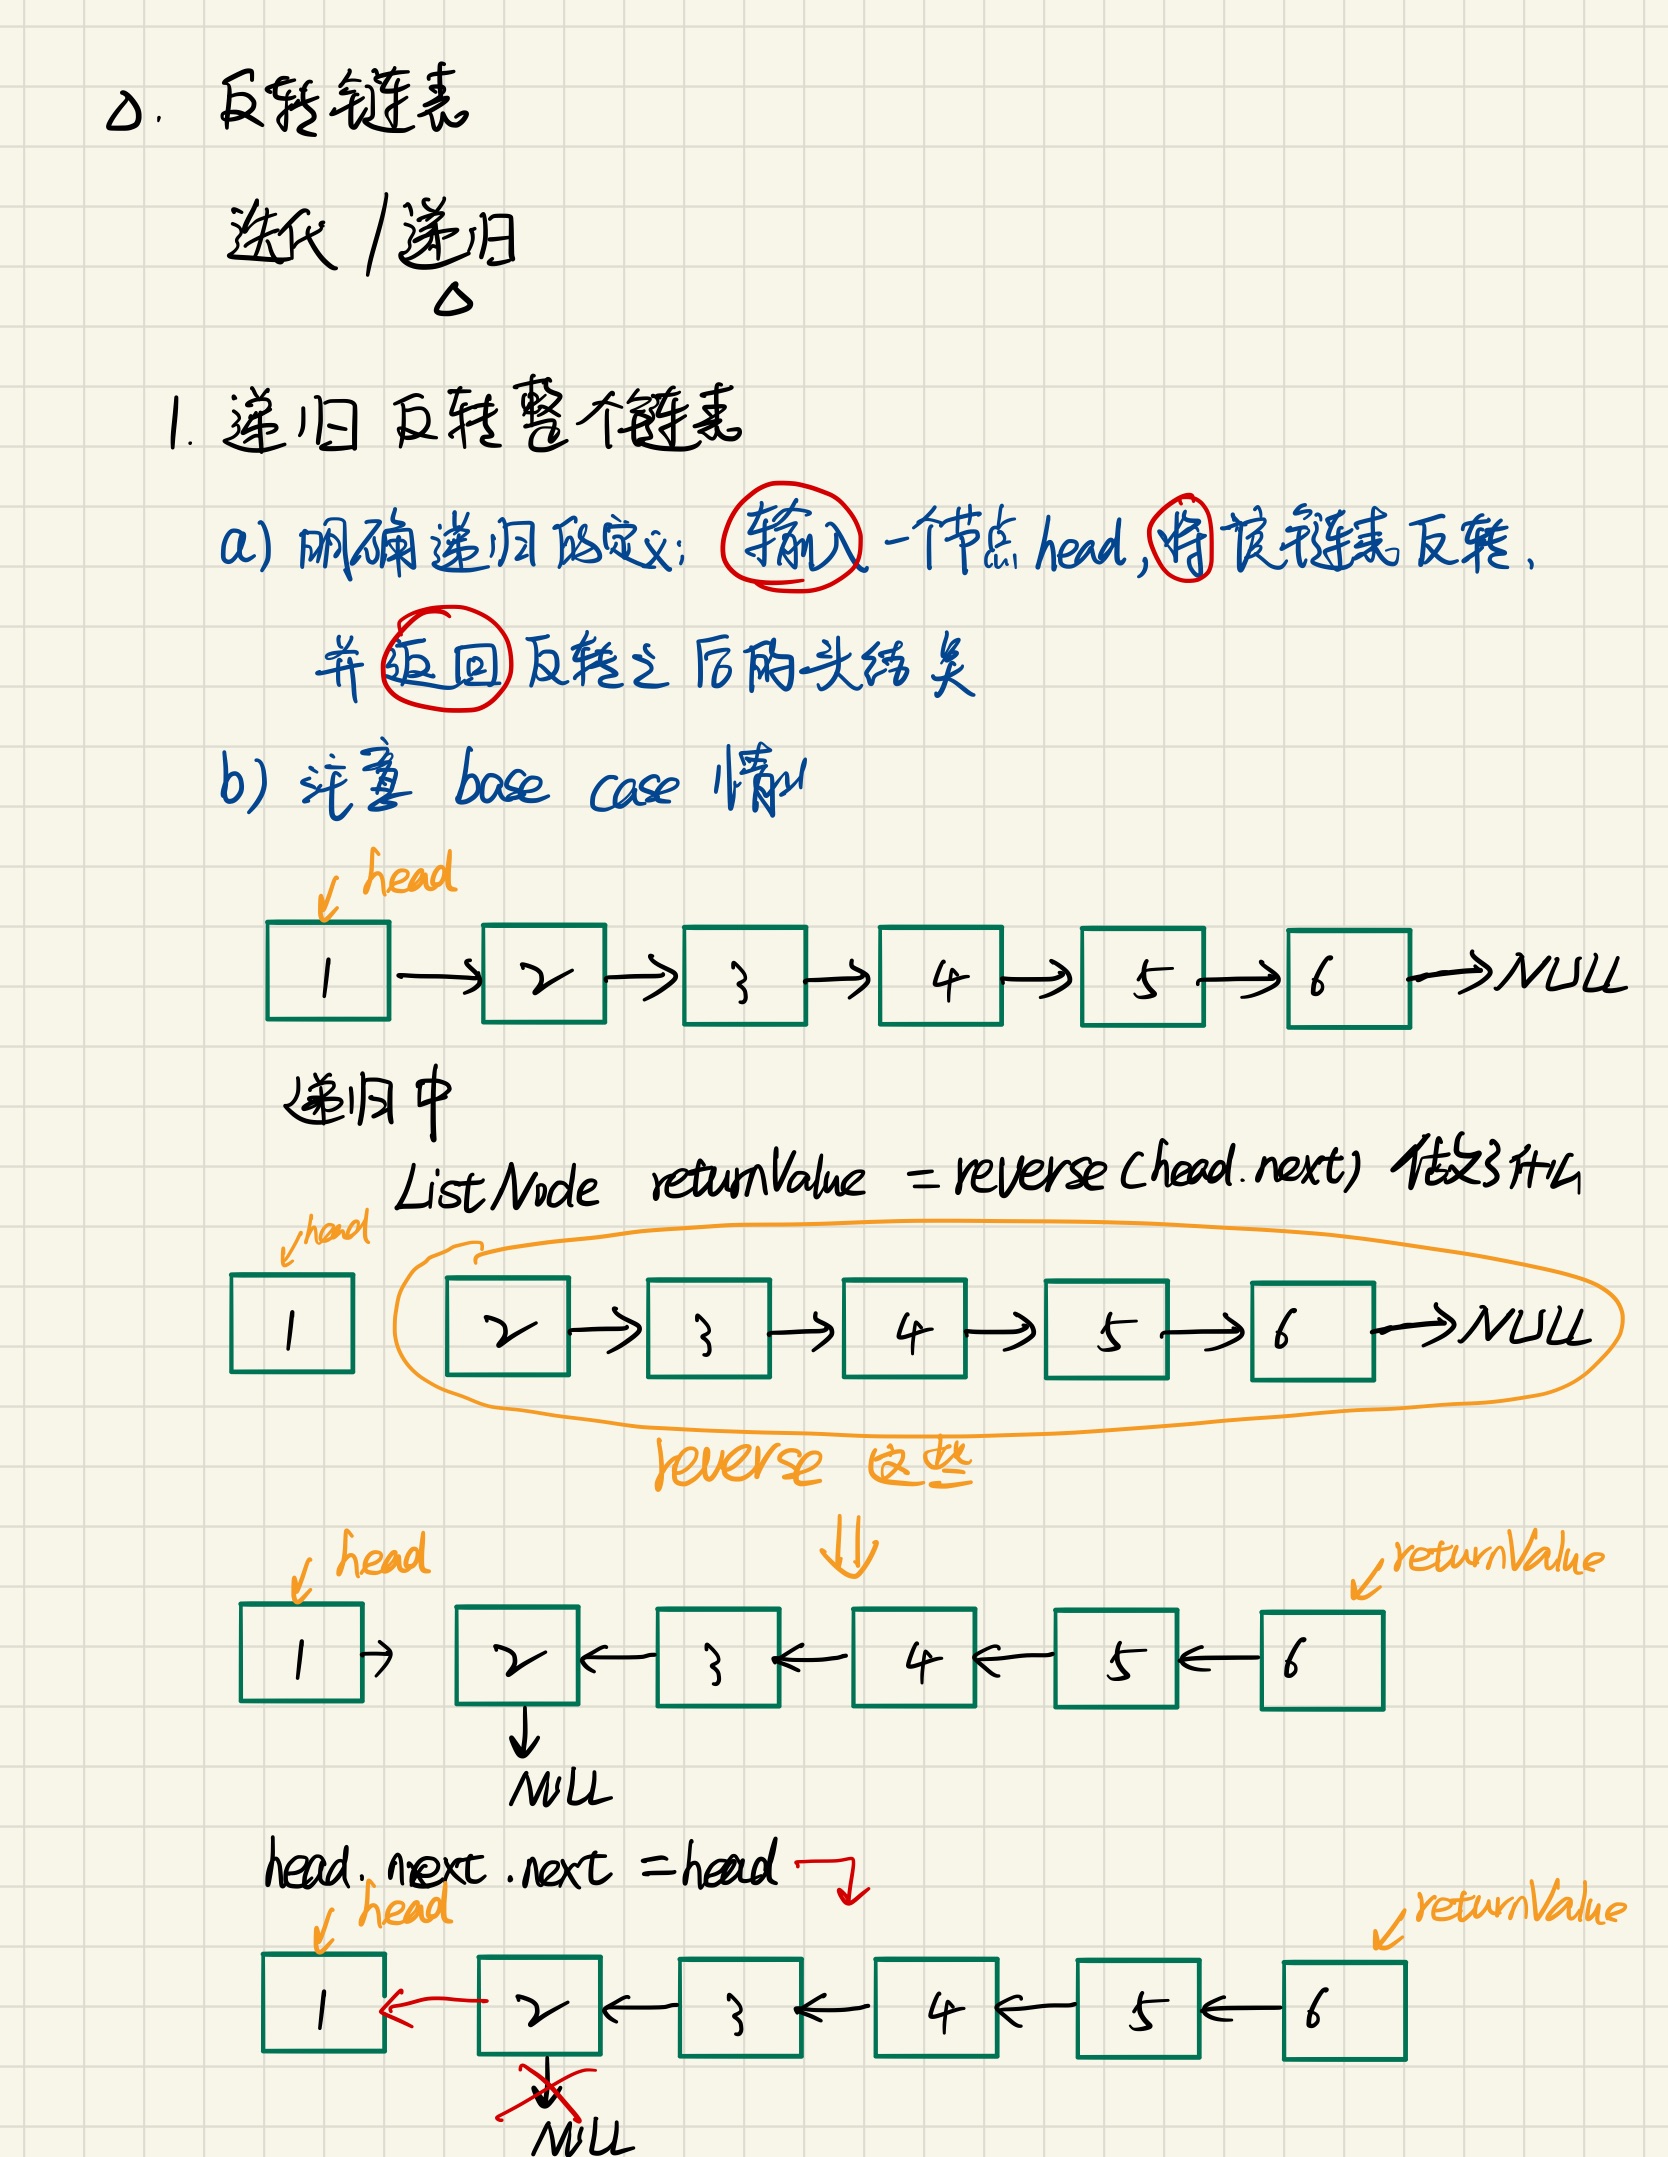 △. 反转链表
迭代 / 递归
△
1. 递归 反转整个链表
a) 明确递归的定义: 输入一个节点head, 将该链表反转,
并返回反转之后的头结点
b) 注意 base case 情况
head
1 2 3 4 5 6 NULL
递归中
ListNode returnValue = reverse (head.next) 做了什么
head
1 2 3 4 5 6 NULL
reverse 这些
head returnValue
1 2 3 4 5 6
NULL
head.next.next = head
head returnValue
1 2 3 4 5 6
NULL